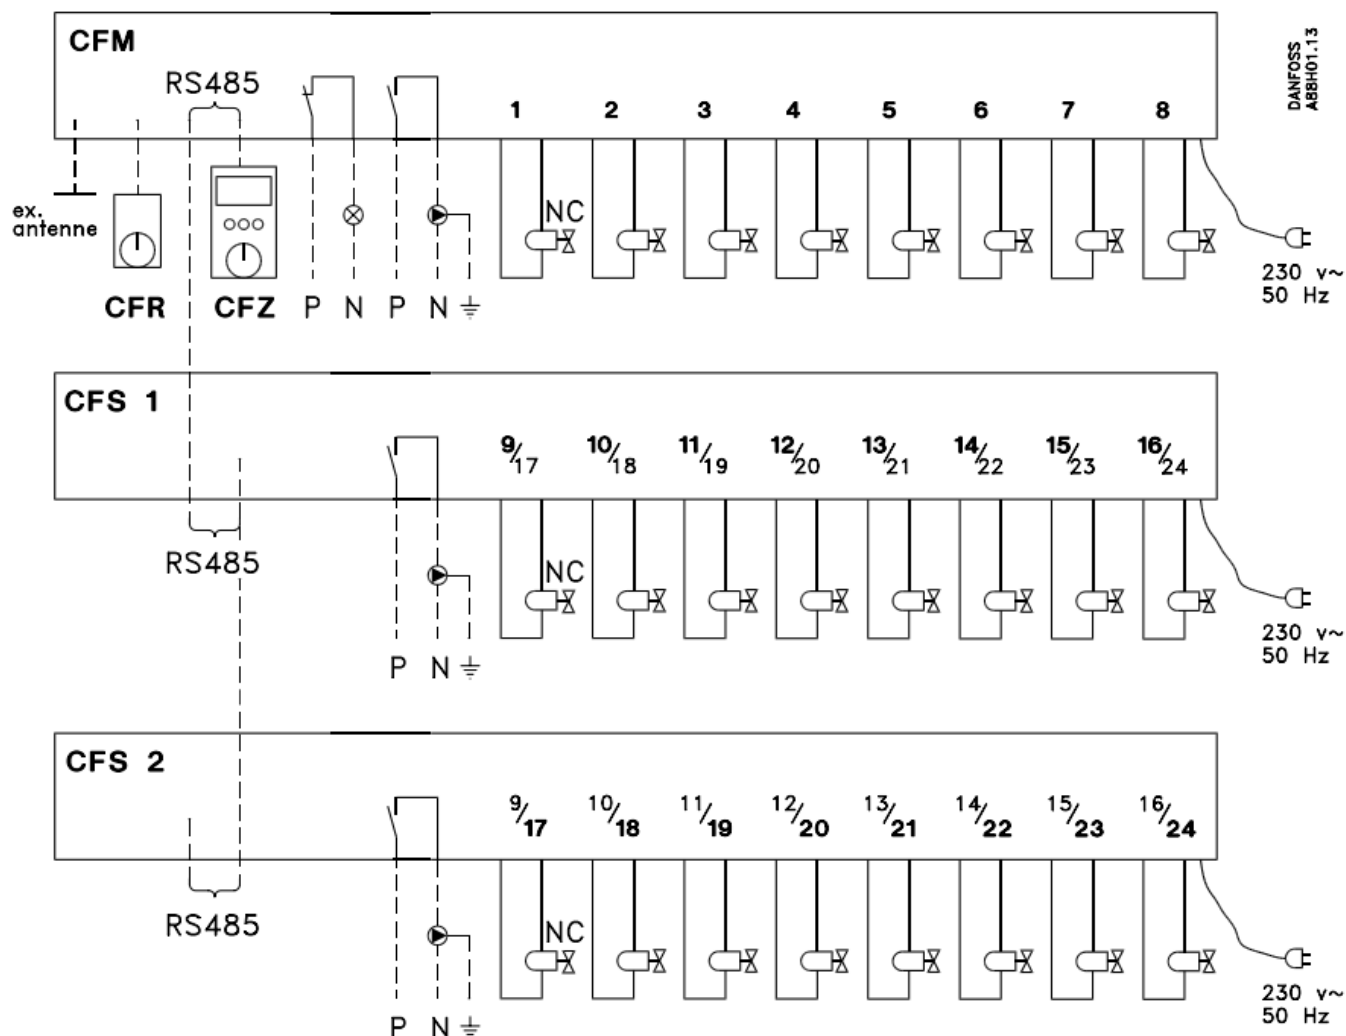 CFM
RS485
1 2 3 4 5 6 7 8
DANFOSS
A88H01.13
ex.
antenne
NC
CFR CFZ P N P N
230 v~
50 Hz
CFS 1
9/17 10/18 11/19 12/20 13/21 14/22 15/23 16/24
RS485
NC
P N
230 v~
50 Hz
CFS 2
9/17 10/18 11/19 12/20 13/21 14/22 15/23 16/24
RS485
NC
P N
230 v~
50 Hz